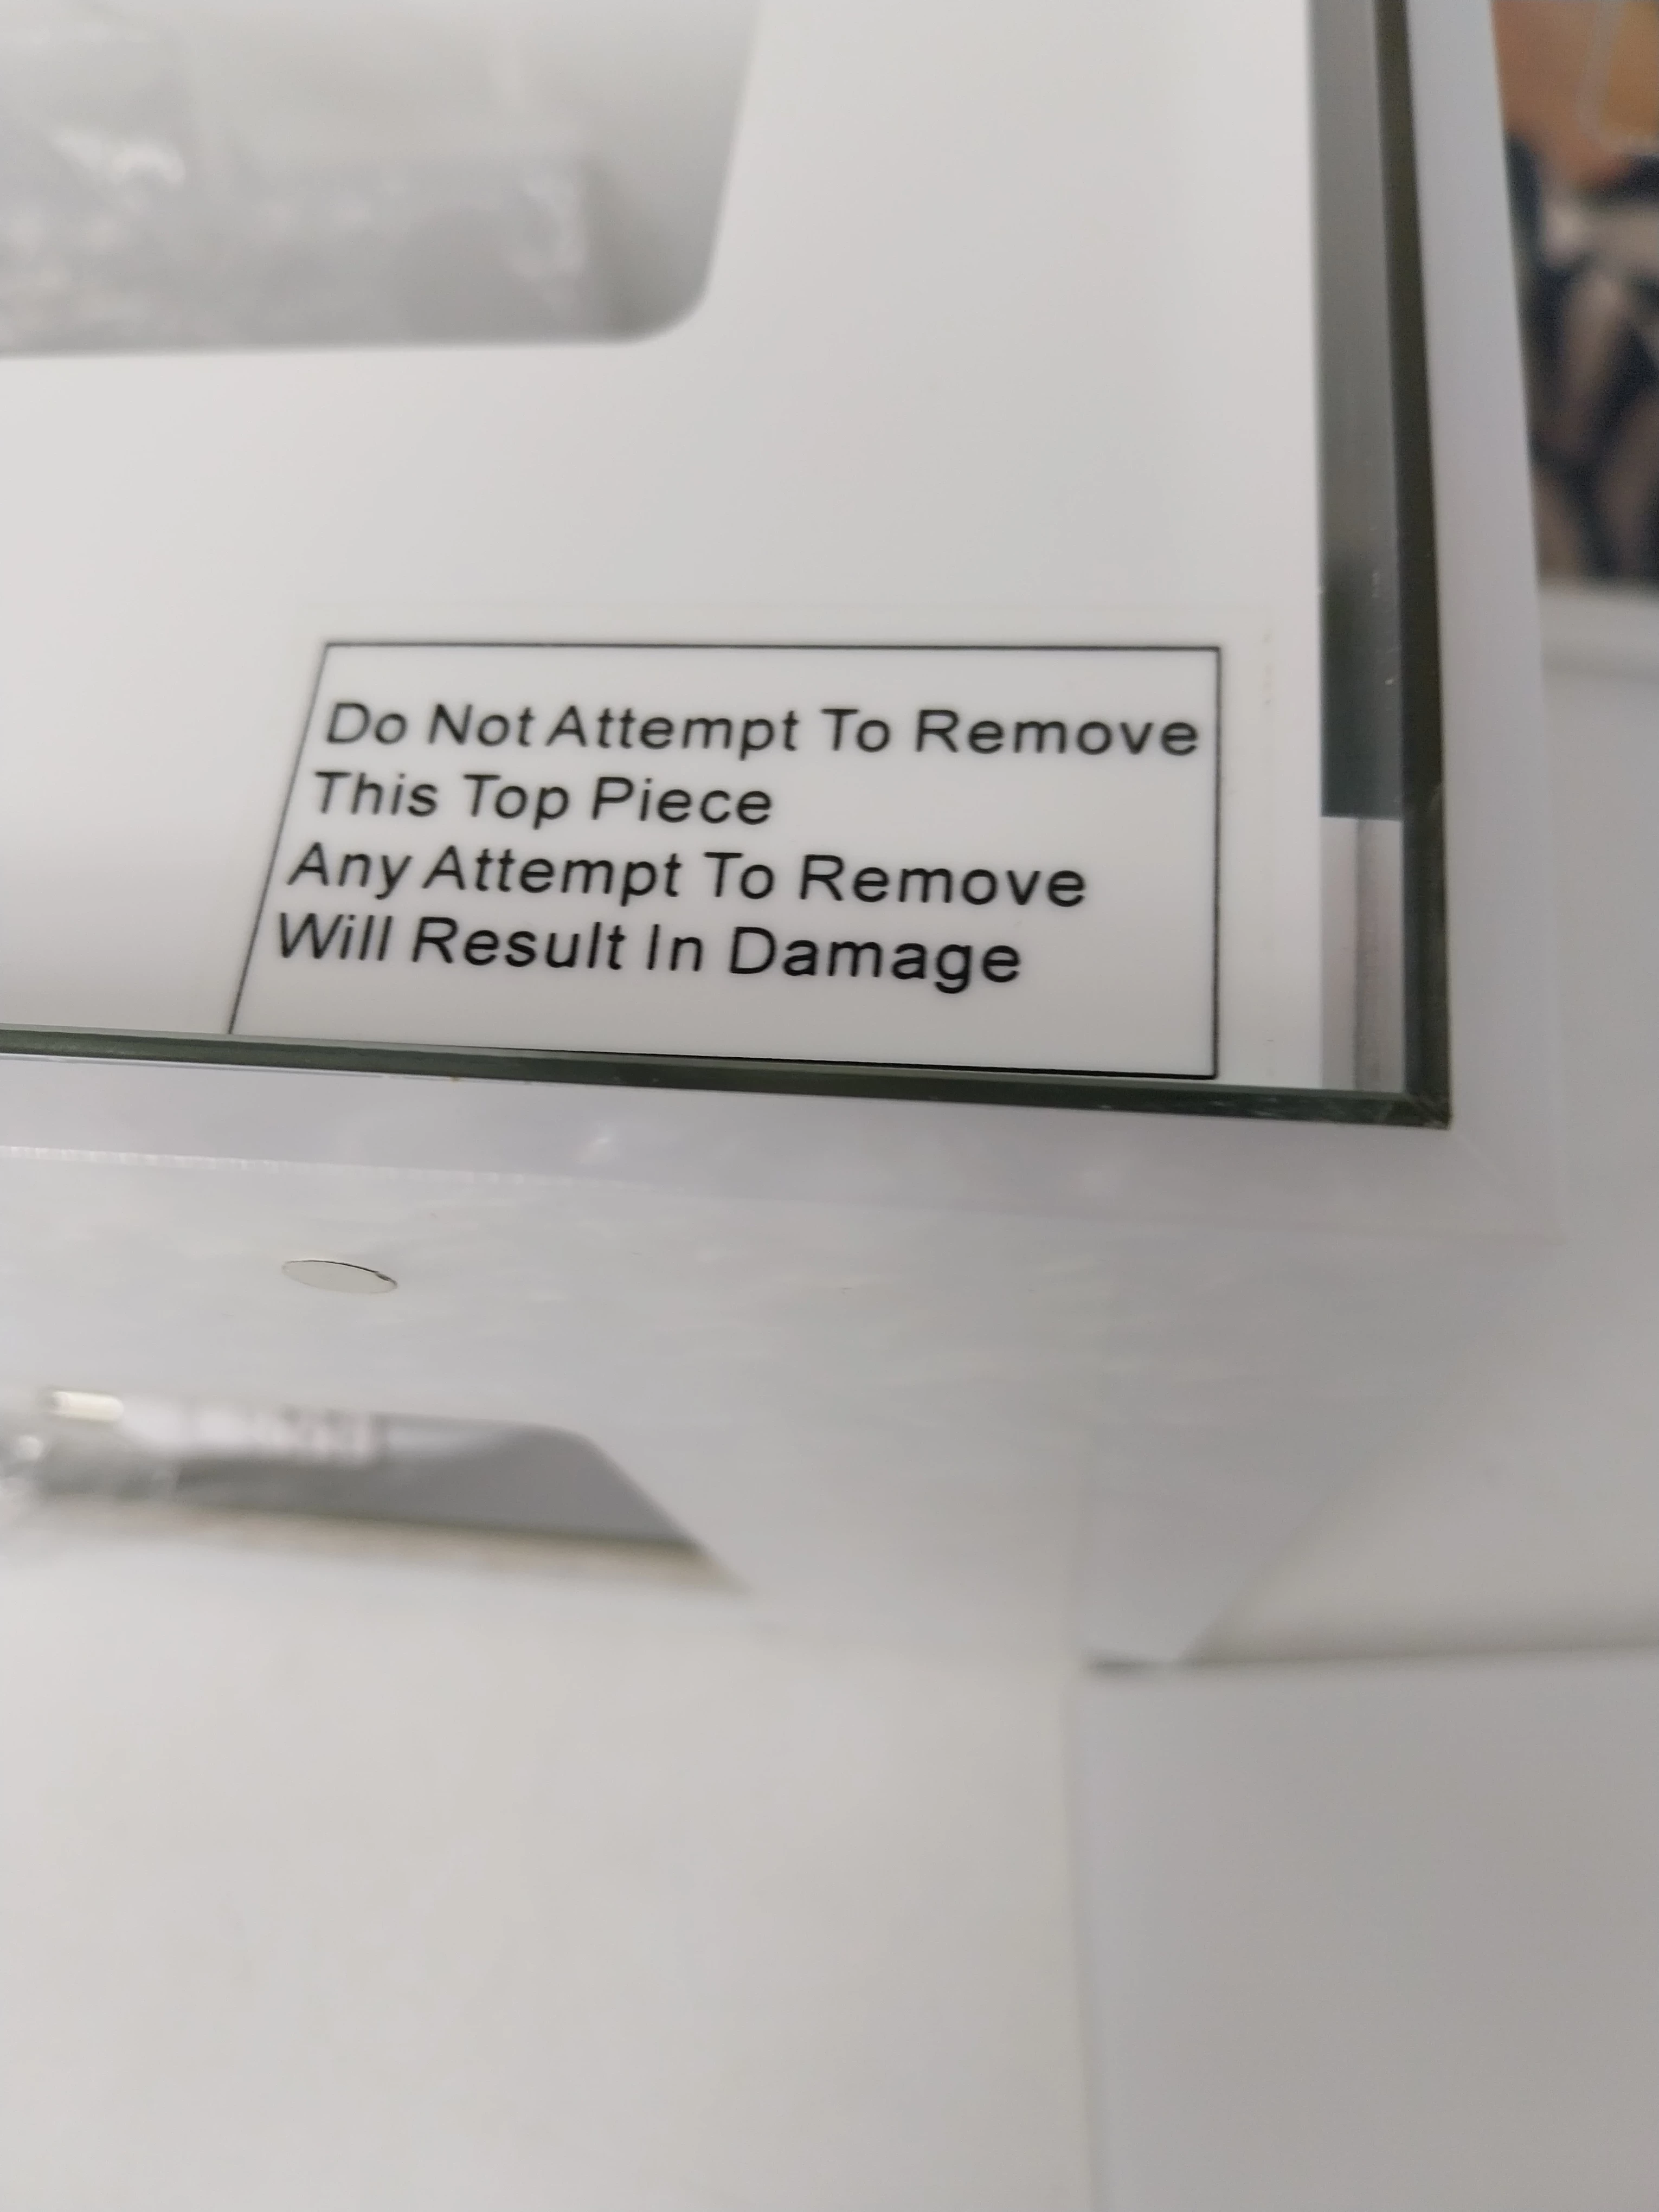 Do Not Attempt To Remove
This Top Piece
Any Attempt To Remove
Will Result In Damage